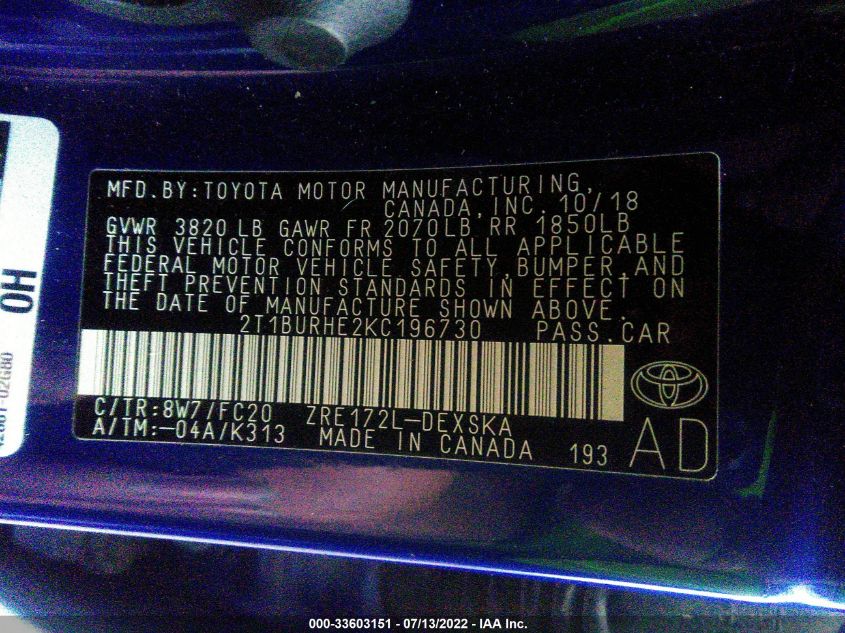 MFD.BY:TOYOTA MOTOR MANUFACTURING,
CANADA,INC. 10/18
GVWR 3820 LB GAWR FR 2070LB RR 1850LB
THIS VEHICLE CONFORMS TO ALL APPLICABLE
FEDERAL MOTOR VEHICLE SAFETY,BUMPER,AND
THEFT PREVENTION STANDARDS IN EFFECT ON
THE DATE OF MANUFACTURE SHOWN ABOVE.
2T1BURHE2KC196730 PASS.CAR
C/TR:8W7/FC20 ZRE172L-DEXSKA
A/TM:-04A/K313 MADE IN CANADA 193
AD
OH
000-33603151 - 07/13/2022 - IAA Inc.